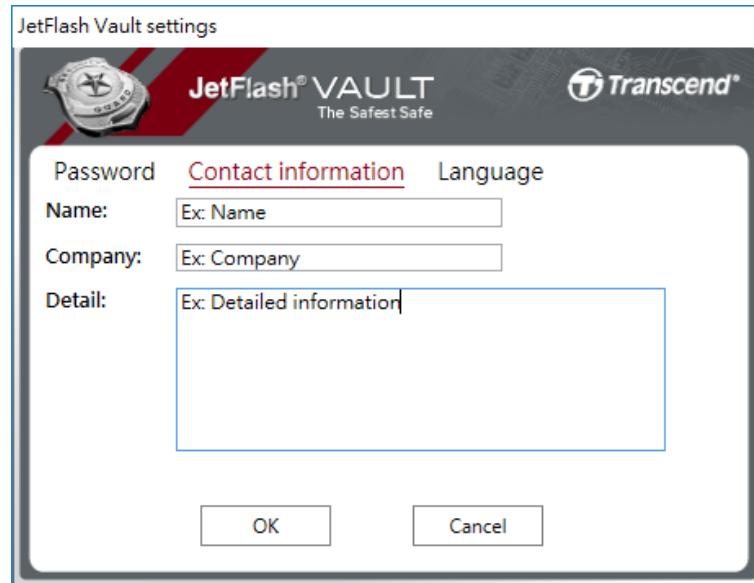 JetFlash Vault settings
JetFlash® VAULT
The Safest Safe
Transcend®
Password Contact information Language
Name: Ex: Name
Company: Ex: Company
Detail: Ex: Detailed information
OK Cancel